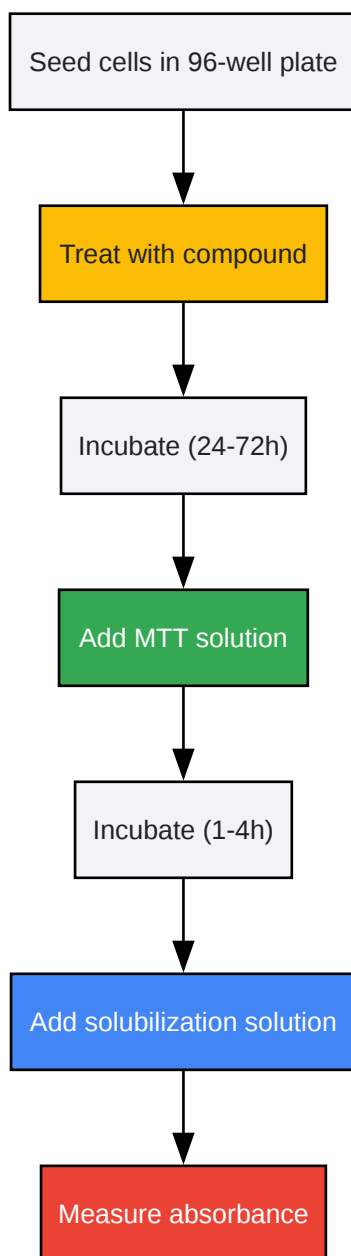 Seed cells in 96-well plate
Treat with compound
Incubate (24-72h)
Add MTT solution
Incubate (1-4h)
Add solubilization solution
Measure absorbance